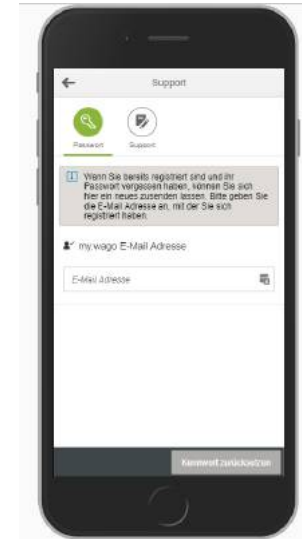 Support
Passwort Support
Wenn Sie bereits registriert sind und ihr
Passwort vergessen haben, können Sie sich
hier ein neues zusenden lassen. Bitte geben Sie
die E-Mail Adresse an, mit der Sie sich
registriert haben.
my.wago E-Mail Adresse
E-Mail Adresse
Kennwort zurücksetzen